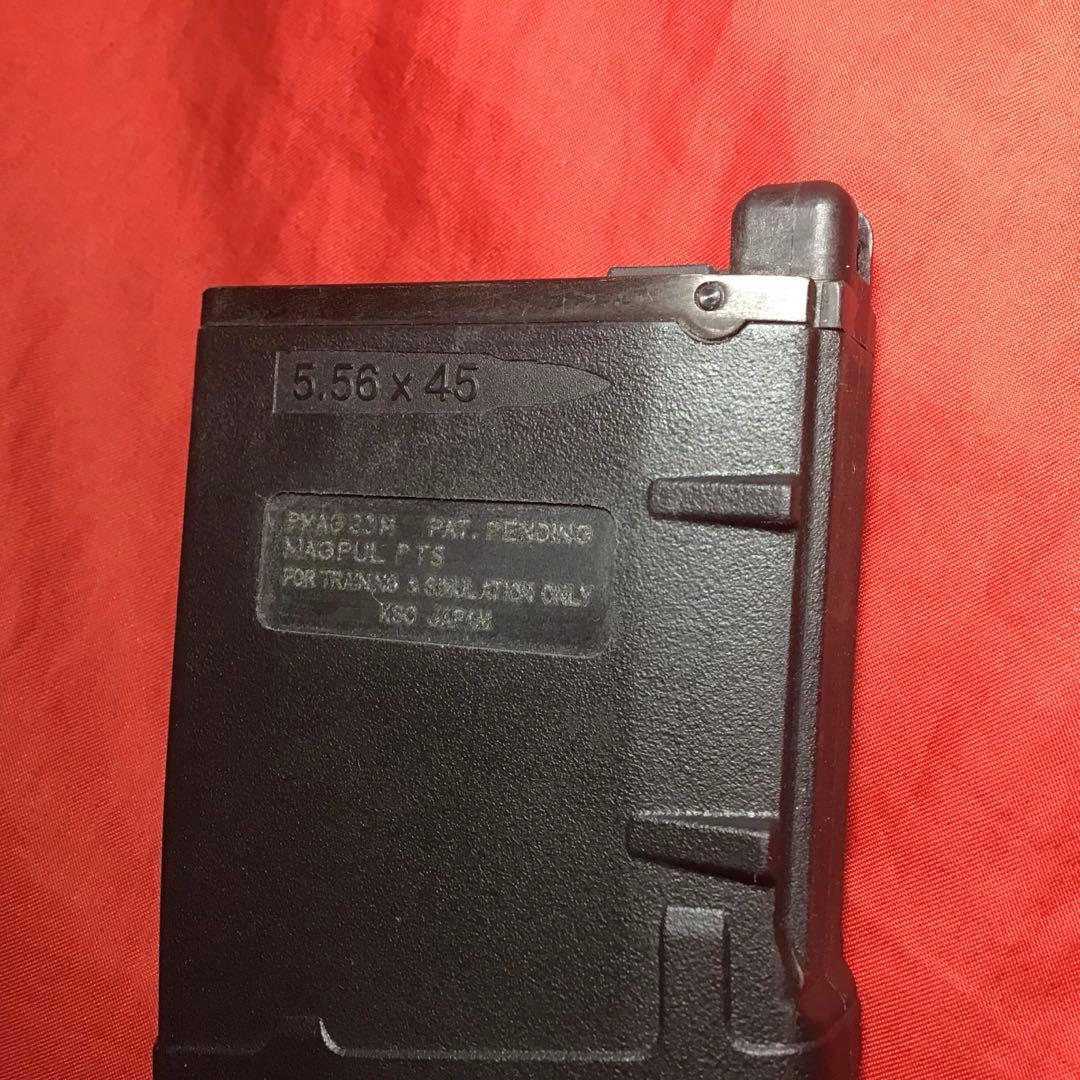 5.56 x 45
PMAG 30M PAT. PENDING
MAGPUL PTS
FOR TRAINING & SIMULATION ONLY
KSC JAPAN